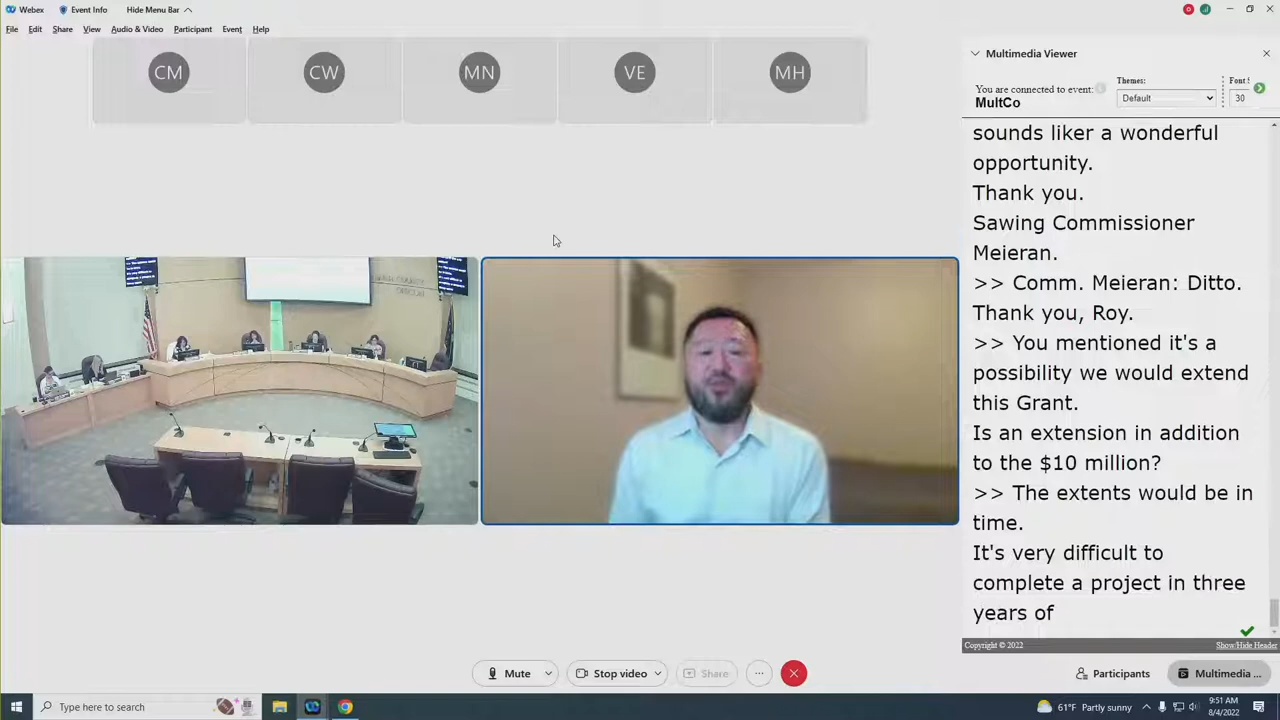 Webex
Event Info
Hide Menu Bar
File Edit Share View Audio & Video Participant Event Help
CM
CW
MN
VE
MH
Multimedia Viewer
You are connected to event:
MultCo
Themes:
Default
Font S
30
sounds liker a wonderful
opportunity.
Thank you.
Sawing Commissioner
Meieran.
>> Comm. Meieran: Ditto.
Thank you, Roy.
>> You mentioned it's a
possibility we would extend
this Grant.
Is an extension in addition
to the $10 million?
>> The extents would be in
time.
It's very difficult to
complete a project in three
years of
Copyright © 2022
Show/Hide Header
Mute
Stop video
Share
Participants
Multimedia ...
Type here to search
61°F Partly sunny
9:51 AM
8/4/2022